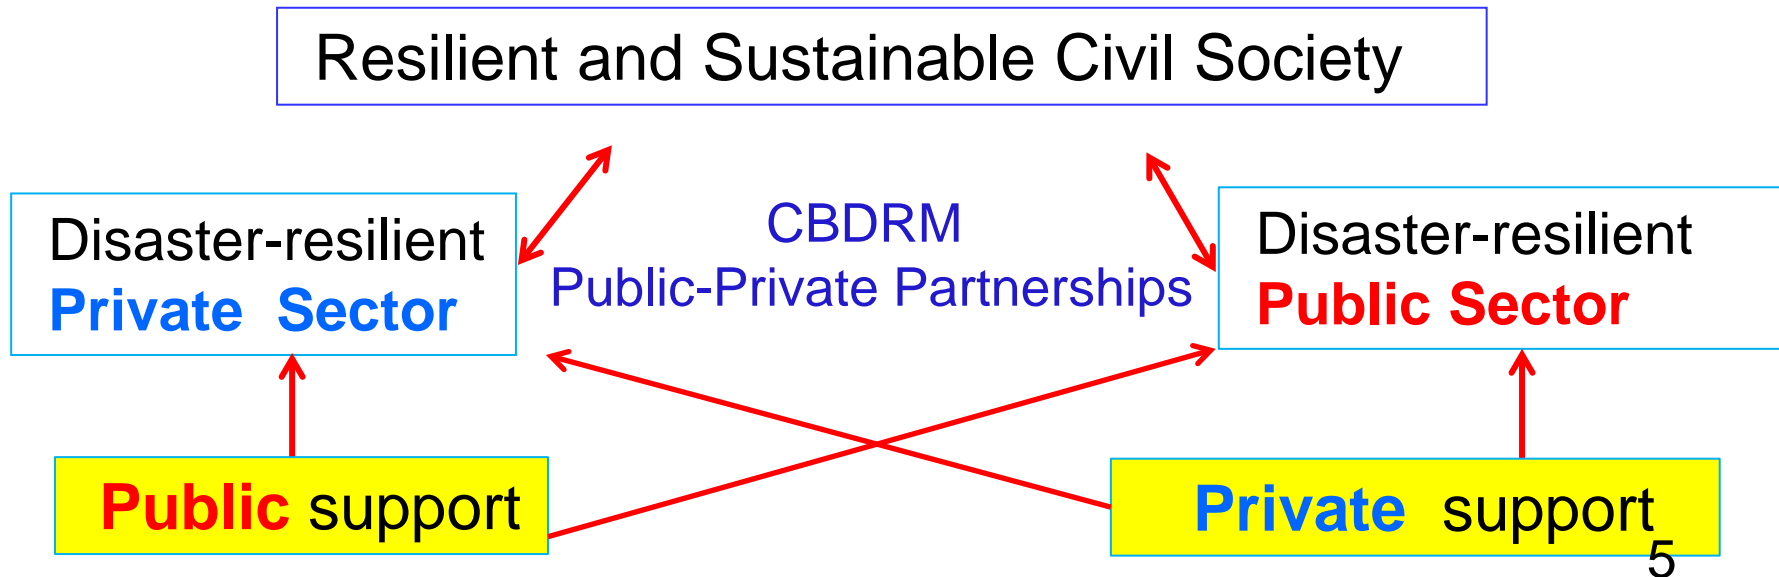 Resilient and Sustainable Civil Society
Disaster-resilient
Private Sector
CBDRM
Public-Private Partnerships
Disaster-resilient
Public Sector
Public support
Private support
5